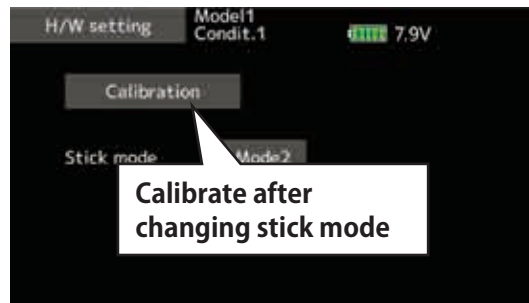 H/W setting
Model1
Condit.1
7.9V
Calibration
Stick mode
Mode2
Calibrate after
changing stick mode